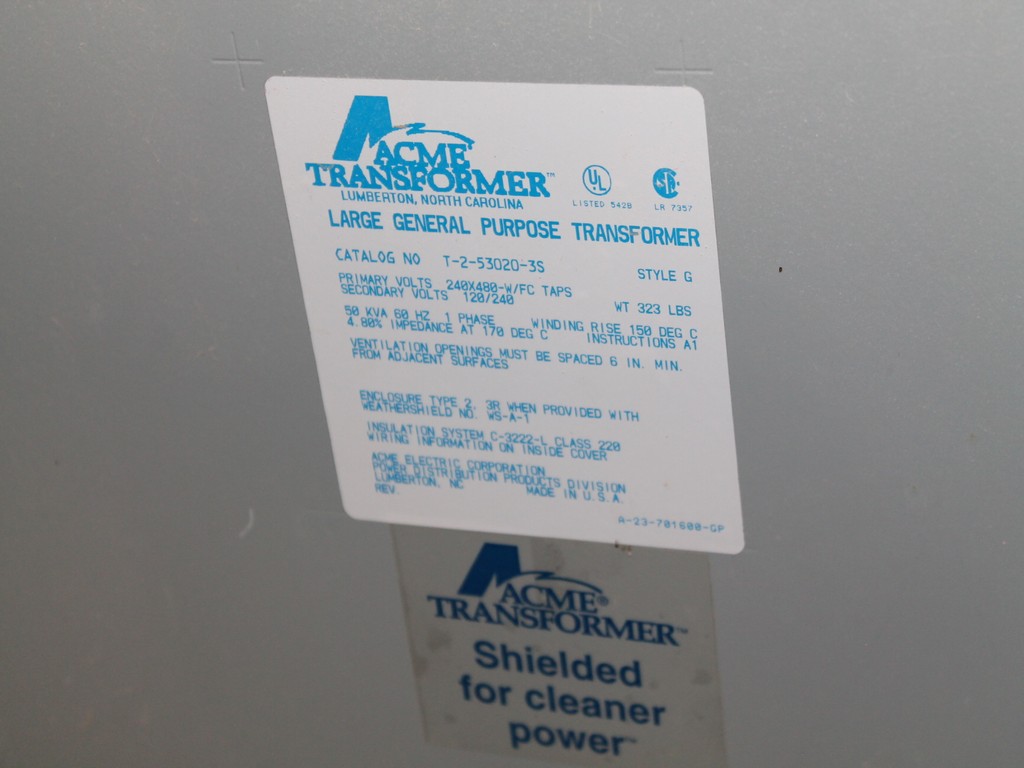 ACME
TRANSFORMER™
LUMBERTON, NORTH CAROLINA
UL
LISTED 542B
LR 7357
LARGE GENERAL PURPOSE TRANSFORMER
CATALOG NO T-2-53020-3S
STYLE G
PRIMARY VOLTS 240X480-W/FC TAPS
SECONDARY VOLTS 120/240
WT 323 LBS
50 KVA 60 HZ 1 PHASE WINDING RISE 150 DEG C
4.80% IMPEDANCE AT 170 DEG C INSTRUCTIONS A1
VENTILATION OPENINGS MUST BE SPACED 6 IN. MIN.
FROM ADJACENT SURFACES
ENCLOSURE TYPE 2, 3R WHEN PROVIDED WITH
WEATHERSHIELD NO. WS-A-1
INSULATION SYSTEM C-3222-L CLASS 220
WIRING INFORMATION ON INSIDE COVER
ACME ELECTRIC CORPORATION
POWER DISTRIBUTION PRODUCTS DIVISION
LUMBERTON, NC MADE IN U.S.A.
REV.
A-23-701600-GP
ACME®
TRANSFORMER™
Shielded
for cleaner
power™